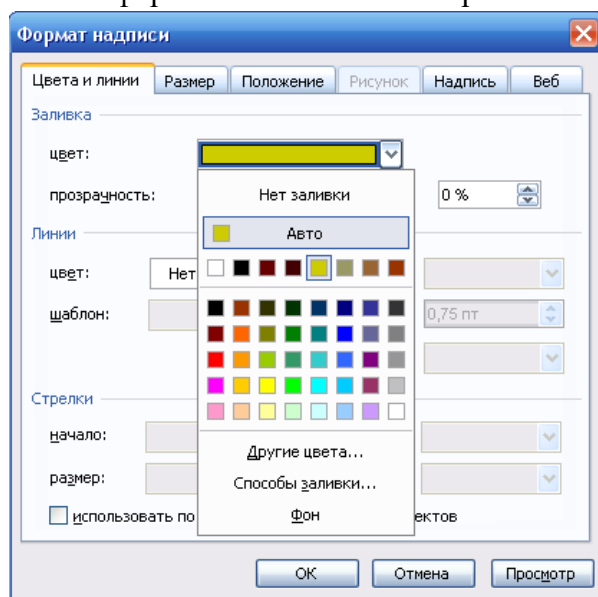 Формат надписи
Цвета и линии Размер Положение Рисунок Надпись Веб
Заливка
цвет:
прозрачность: Нет заливки 0 %
Линии Авто
цвет: Нет
шаблон: 0,75 пт
Стрелки
начало: Другие цвета...
размер: Способы заливки...
использовать по Фон ектов
ОК Отмена Просмотр